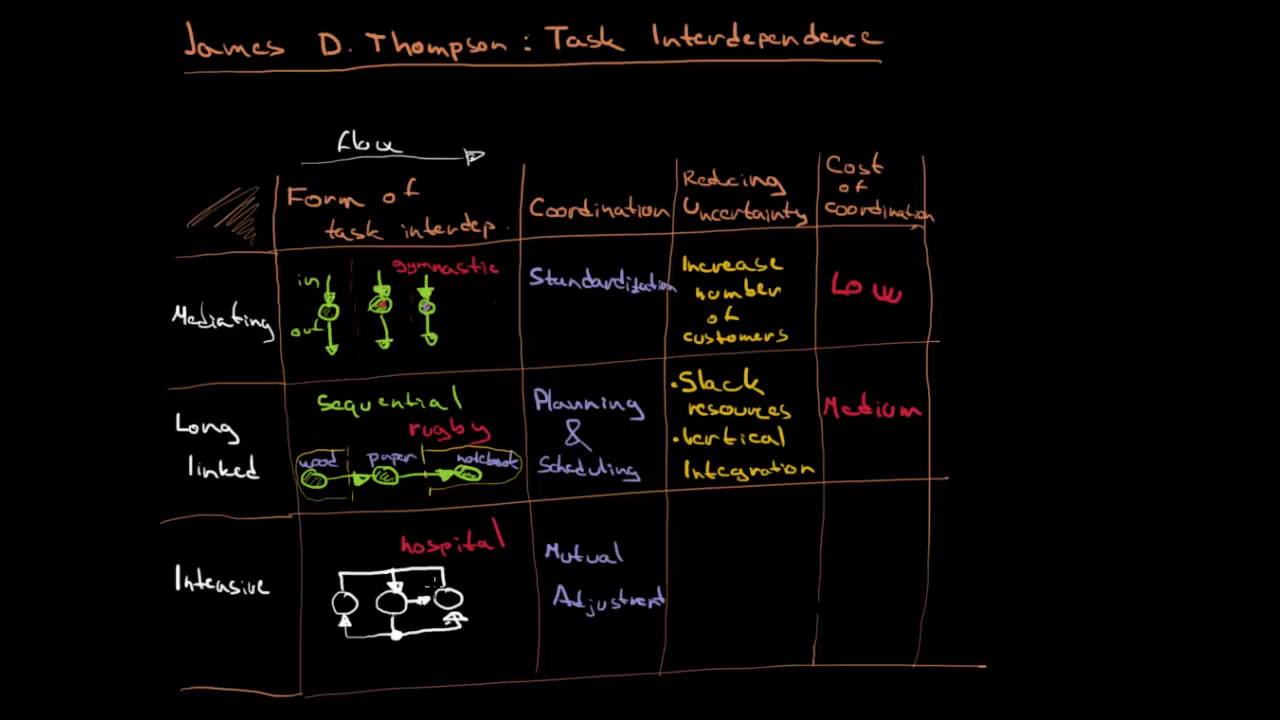 James D. Thompson: Task Interdependence
flow
Form of
task interdep.
Coordination
Reducing
Uncertainty
Cost
of
coordination
Mediating
in
out
gymnastic
Standardization
Increase
number
of
customers
Low
Long
linked
Sequential
rugby
wood
paper
notebook
Planning
&
Scheduling
•Slack
resources
•Vertical
Integration
Medium
Intensive
hospital
Mutual
Adjustment